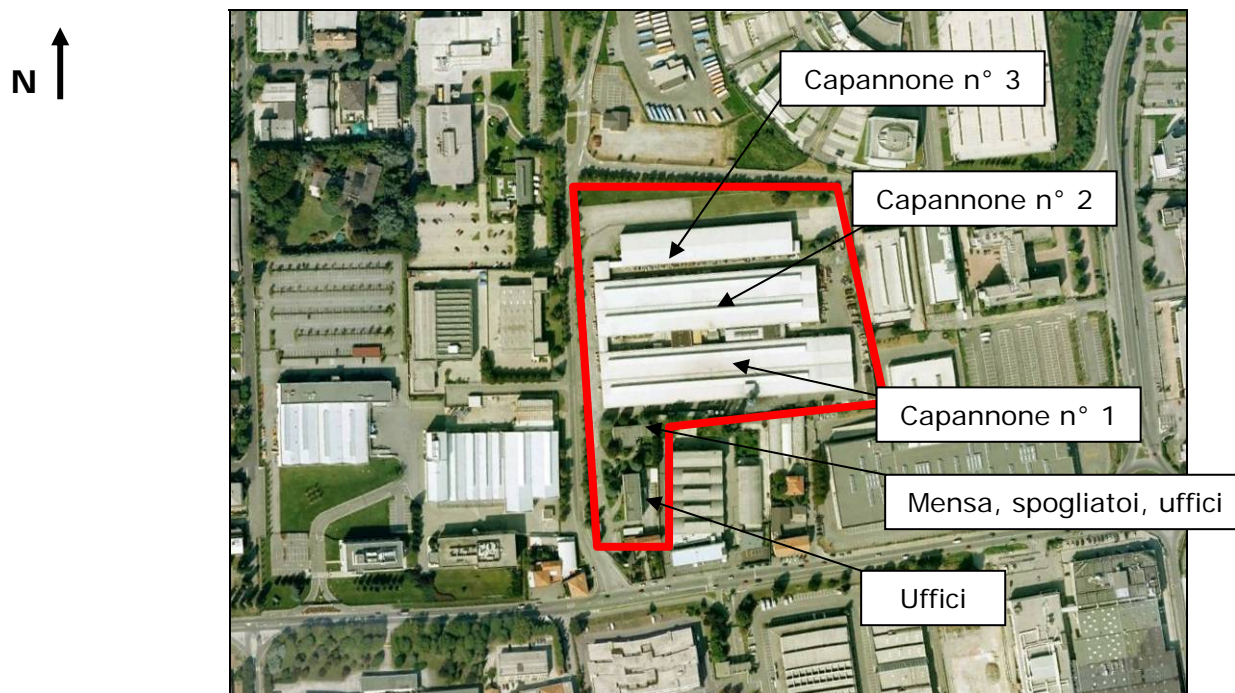 N
Capannone n° 3
Capannone n° 2
Capannone n° 1
Mensa, spogliatoi, uffici
Uffici